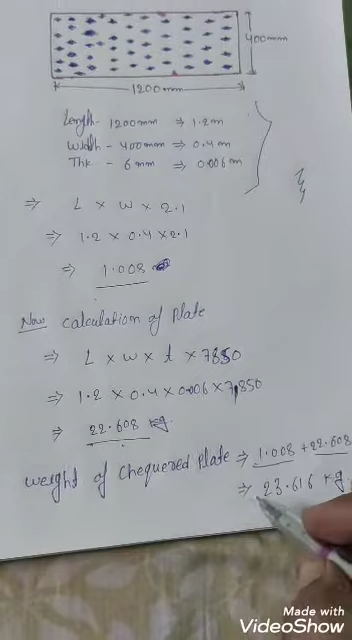 400mm
1200mm
Length - 1200mm ⇒ 1.2m
Width - 400mm ⇒ 0.4m
Thk - 6mm ⇒ 0.006m
⇒ L × W × 2.1
⇒ 1.2 × 0.4 × 2.1
⇒ 1.008
Now calculation of Plate
⇒ L × W × t × 7850
⇒ 1.2 × 0.4 × 0.006 × 7850
⇒ 22.608 kg
Weight of Chequered Plate ⇒ 1.008 + 22.608
⇒ 23.616 kg.
Made with
VideoShow